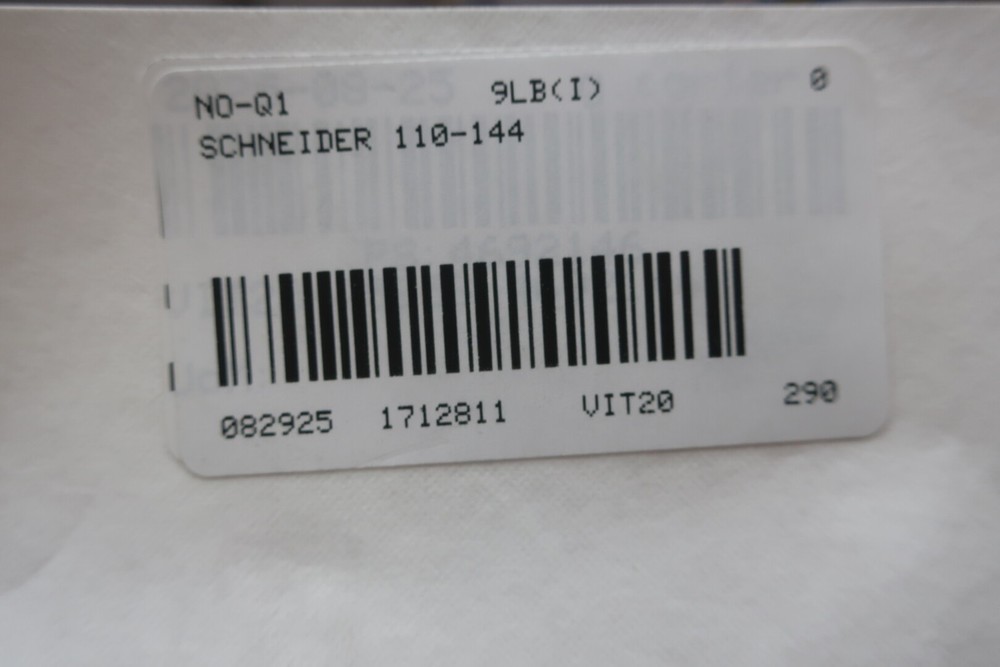 NO-Q1 9LB(I) 0
SCHNEIDER 110-144
082925 1712811 VIT20 290